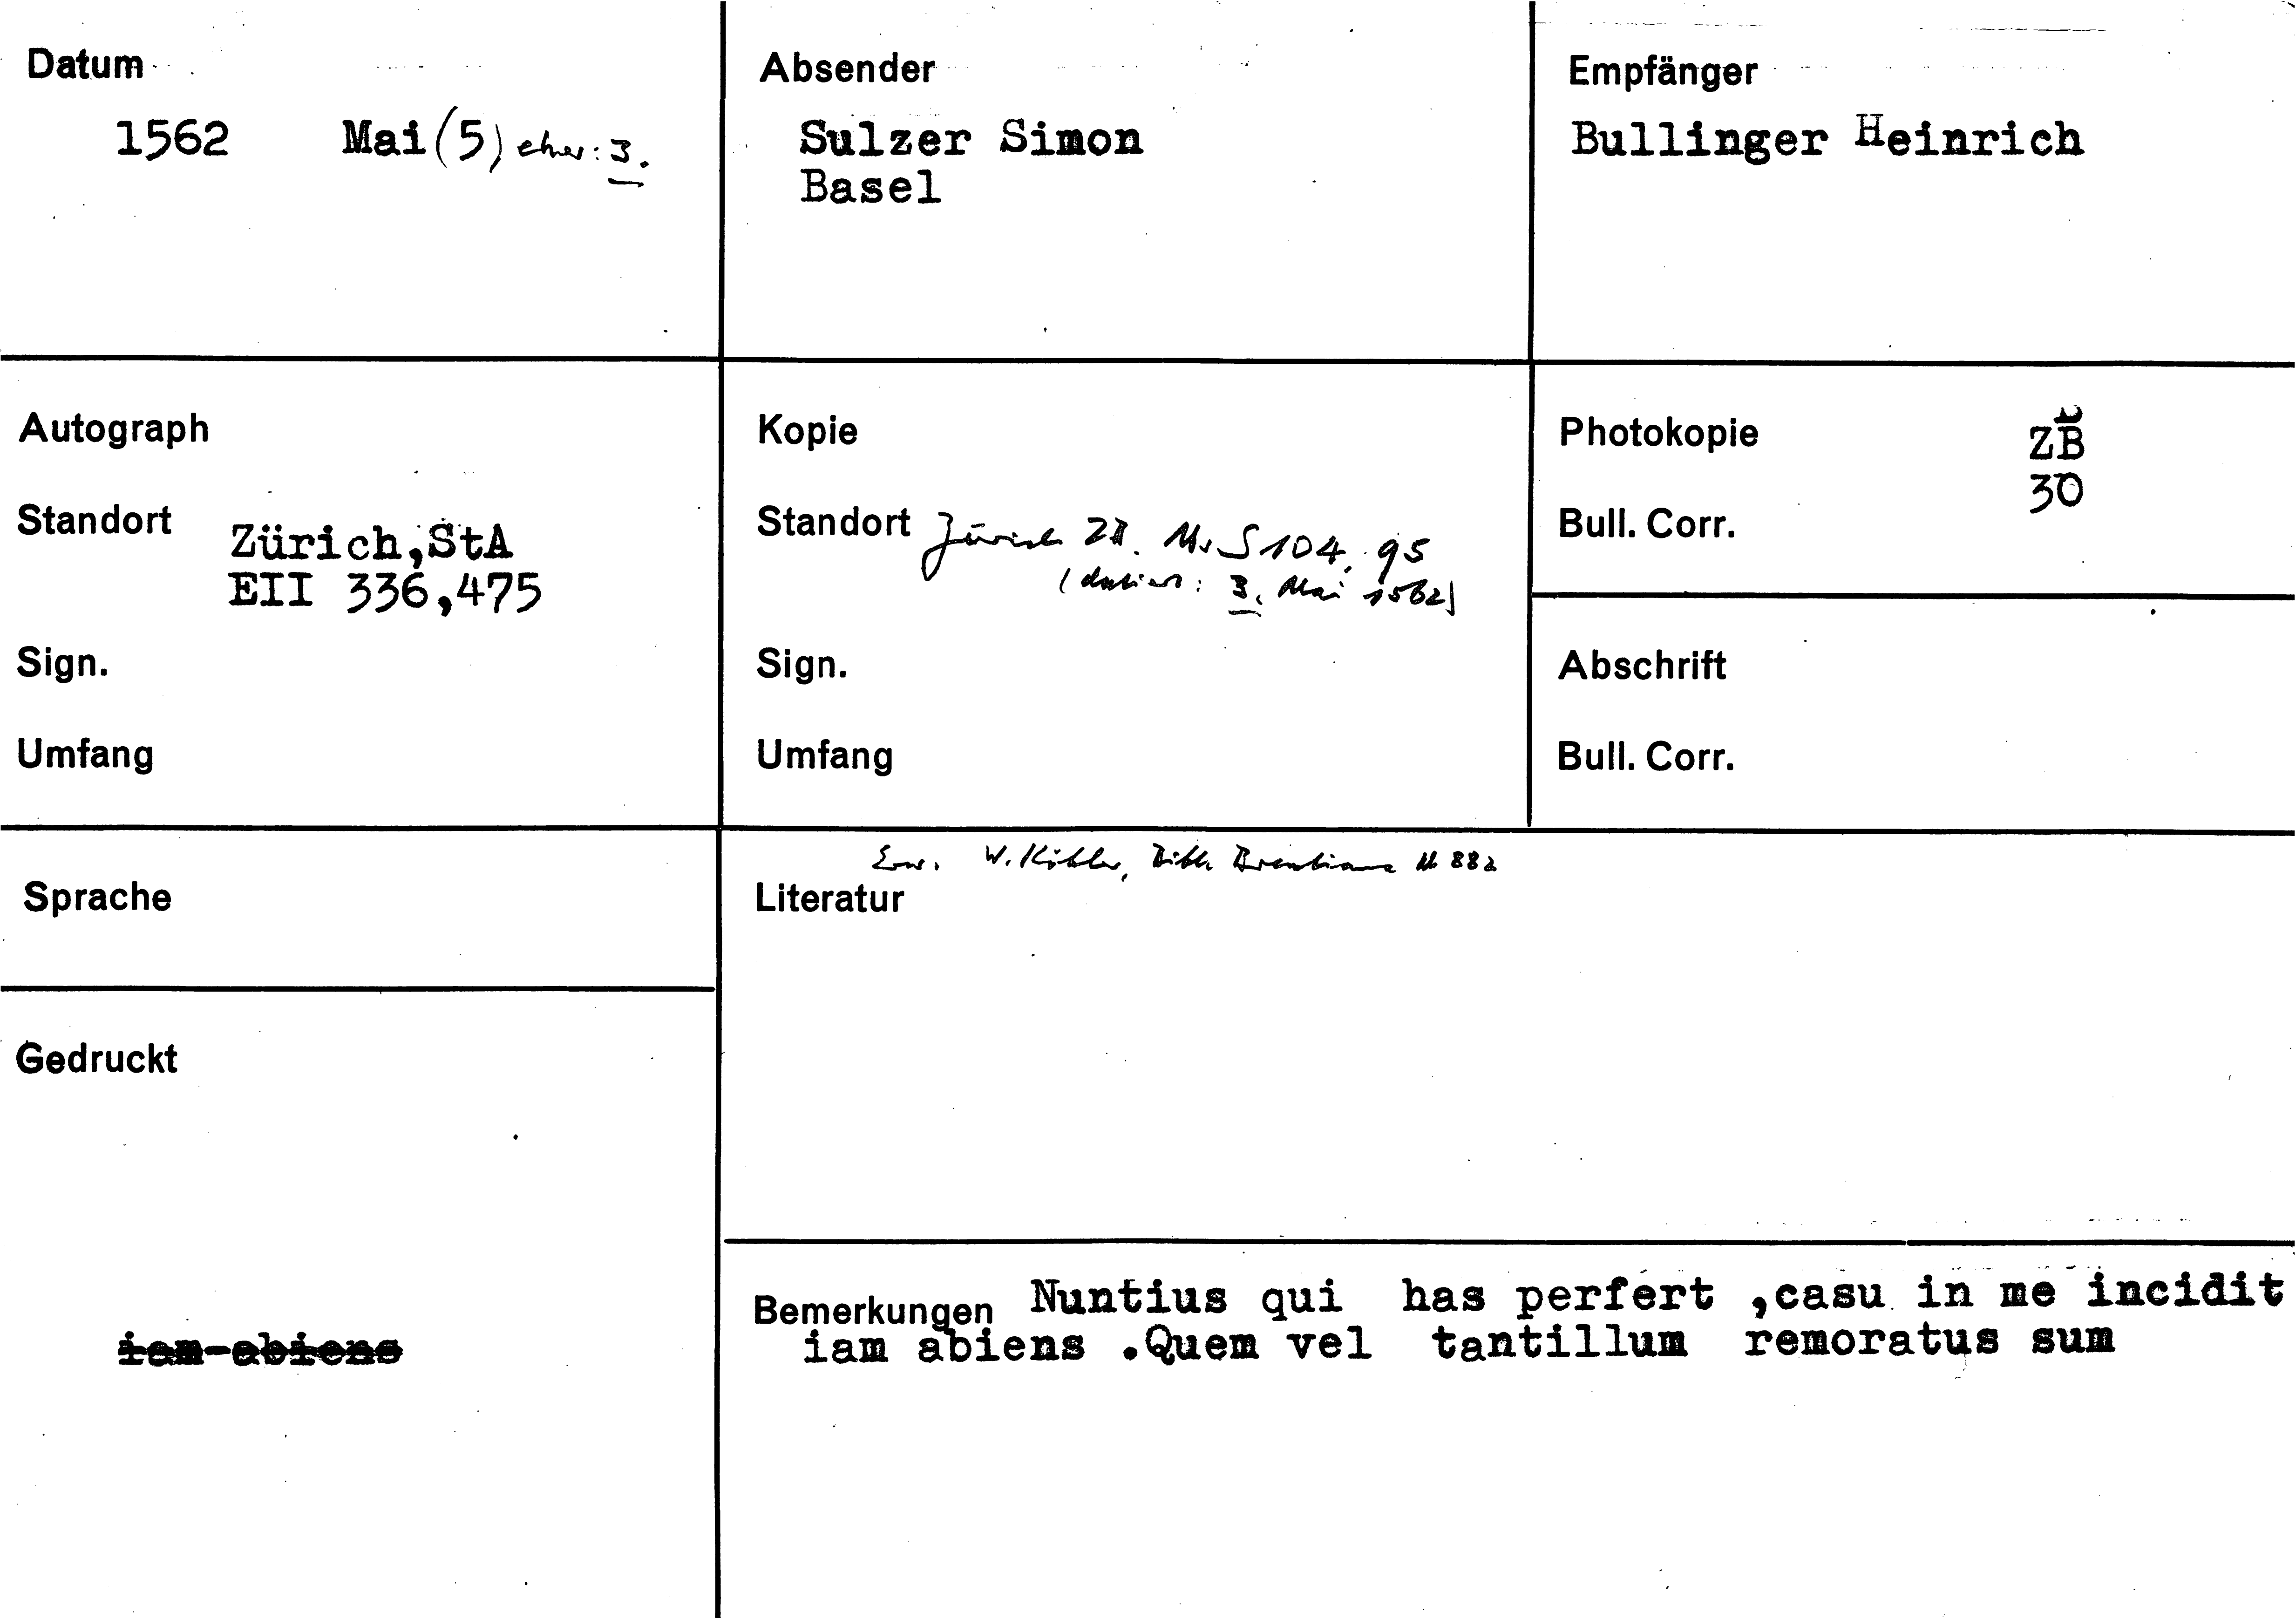 Datum
1562 Mai (5) eher: 3.
Absender
Sulzer Simon
Basel
Empfänger
Bullinger Heinrich
Autograph
Standort Zürich,StA
EII 336,475
Sign.
Umfang
Kopie
Standort Zürich ZB. Ms S 104, 95
(datiert: 3. Mai 1562)
Sign.
Umfang
Photokopie ZB
30
Bull. Corr.
Abschrift
Bull. Corr.
Sprache
Gedruckt
iam abiens
Erw. W. Köhler, Bibl. Brentiana Nr 882
Literatur
Bemerkungen Nuntius qui has perfert ,casu in me incidit
iam abiens .Quem vel tantillum remoratus sum